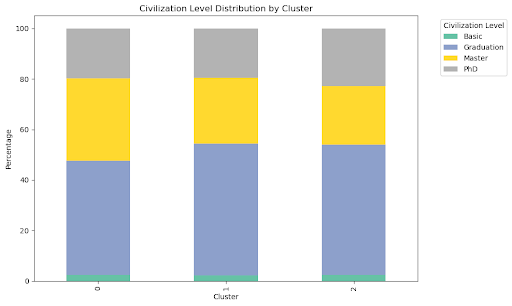 Civilization Level Distribution by Cluster
100
80
60
40
20
0
Percentage
0
1
2
Cluster
Civilization Level
Basic
Graduation
Master
PhD